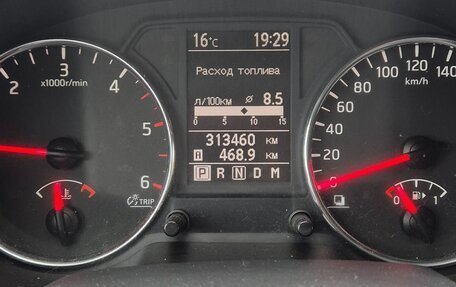 16°C 19:29
Расход топлива
л/100км ⌀ 8.5
0 5 10 15
313460 км
A 468.9 км
P R N D M
2 3 4 5 6
x1000r/min
TRIP
0 20 40 60 80 100 120 140
km/h
0 1